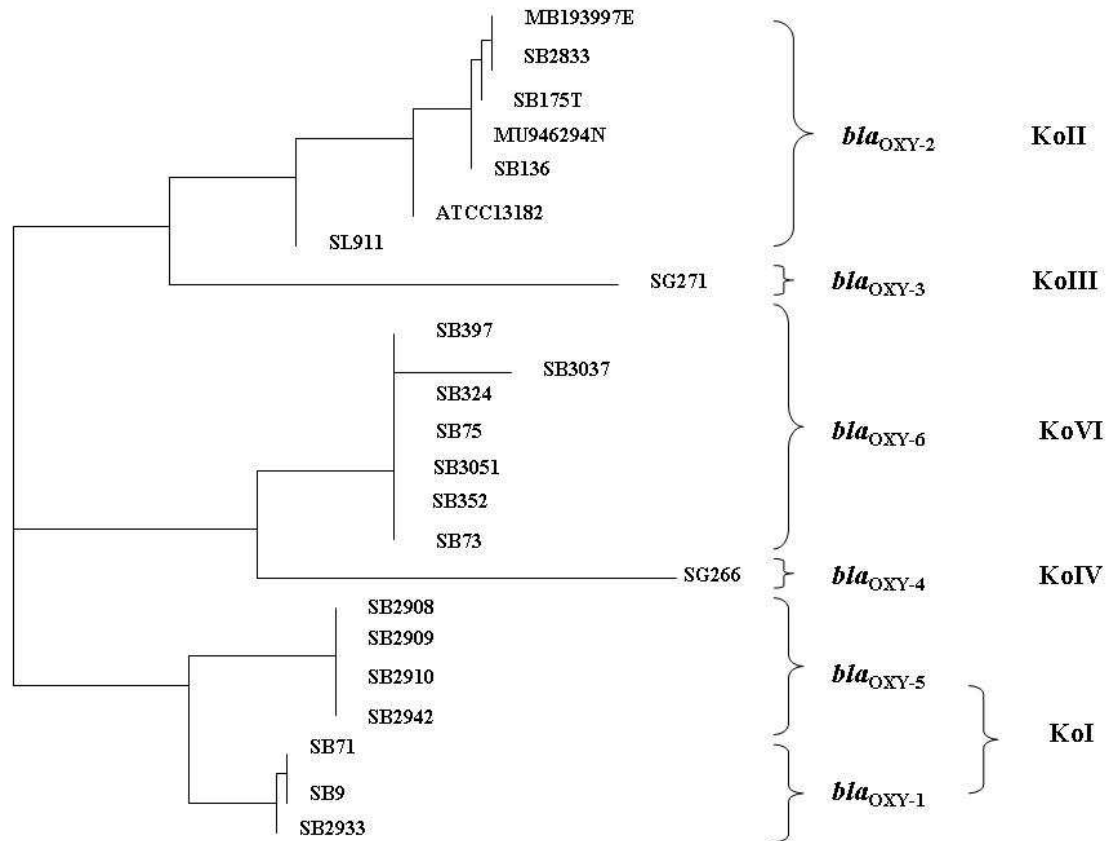 MB193997E
SB2833
SB175T
MU946294N
SB136
ATCC13182
SL911
blaOXY-2 KoII
SG271
blaOXY-3 KoIII
SB397
SB3037
SB324
SB75
SB3051
SB352
SB73
blaOXY-6 KoVI
SG266
blaOXY-4 KoIV
SB2908
SB2909
SB2910
SB2942
blaOXY-5
KoI
SB71
SB9
SB2933
blaOXY-1